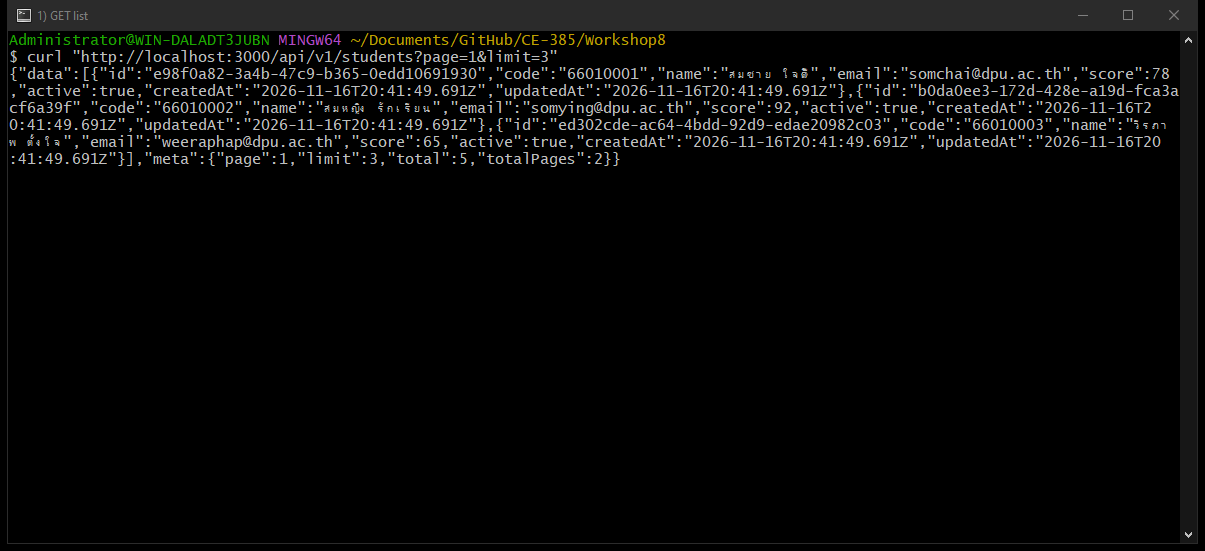 1) GET list
Administrator@WIN-DALADT3JUBN MINGW64 ~/Documents/GitHub/CE-385/Workshop8
$ curl "http://localhost:3000/api/v1/students?page=1&limit=3"
{"data":[{"id":"e98f0a82-3a4b-47c9-b365-0edd10691930","code":"66010001","name":"สมชาย ใจดี","email":"somchai@dpu.ac.th","score":78
,"active":true,"createdAt":"2026-11-16T20:41:49.691Z","updatedAt":"2026-11-16T20:41:49.691Z"},{"id":"b0da0ee3-172d-428e-a19d-fca3a
cf6a39f","code":"66010002","name":"สมหญิง รักเรียน","email":"somying@dpu.ac.th","score":92,"active":true,"createdAt":"2026-11-16T2
0:41:49.691Z","updatedAt":"2026-11-16T20:41:49.691Z"},{"id":"ed302cde-ac64-4bdd-92d9-edae20982c03","code":"66010003","name":"วีรภา
พ ตั้งใจ","email":"weeraphap@dpu.ac.th","score":65,"active":true,"createdAt":"2026-11-16T20:41:49.691Z","updatedAt":"2026-11-16T20
:41:49.691Z"}],"meta":{"page":1,"limit":3,"total":5,"totalPages":2}}